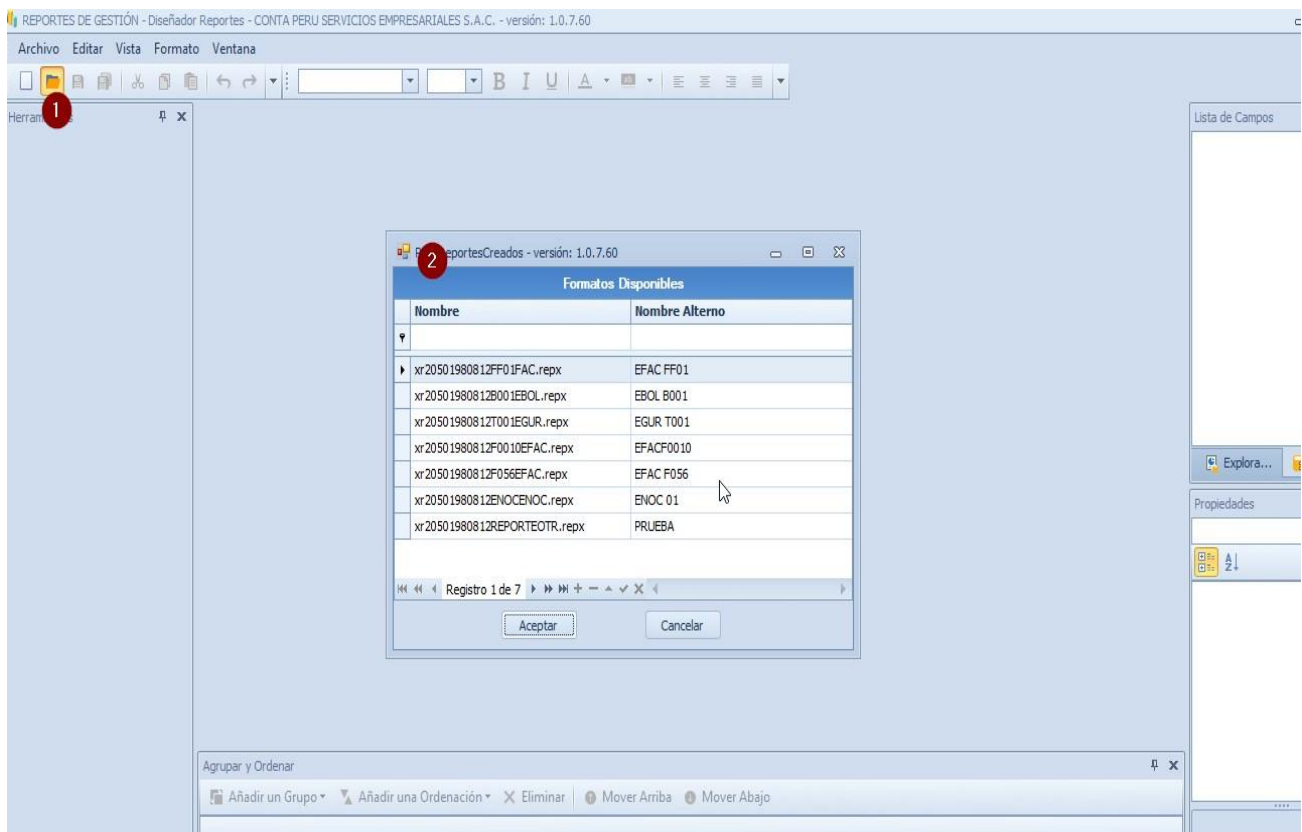 REPORTES DE GESTIÓN - Diseñador Reportes - CONTA PERU SERVICIOS EMPRESARIALES S.A.C. - versión: 1.0.7.60
Archivo Editar Vista Formato Ventana
B I U A
1
Herram
Lista de Campos
2
eportesCreados - versión: 1.0.7.60
Formatos Disponibles
Nombre Nombre Alterno
xr20501980812FF01FAC.repx EFAC FF01
xr20501980812B001EBOL.repx EBOL B001
xr20501980812T001EGUR.repx EGUR T001
xr20501980812F0010EFAC.repx EFACF0010
xr20501980812F056EFAC.repx EFAC F056
xr20501980812ENOCENOC.repx ENOC 01
xr20501980812REPORTEOTR.repx PRUEBA
Registro 1 de 7
Aceptar Cancelar
Explora...
Propiedades
Agrupar y Ordenar
Añadir un Grupo Añadir una Ordenación Eliminar Mover Arriba Mover Abajo